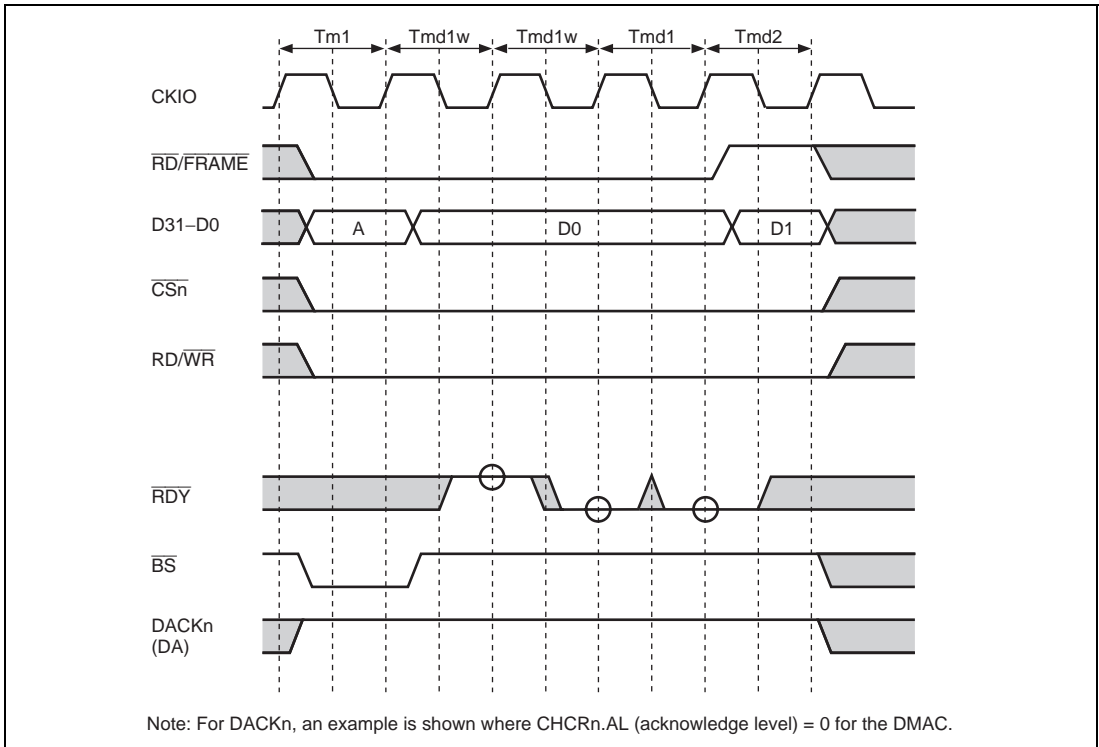 Tm1 Tmd1w Tmd1w Tmd1 Tmd2
CKIO
RD/FRAME
D31–D0 A D0 D1
CSn
RD/WR
RDY
BS
DACKn
(DA)
Note: For DACKn, an example is shown where CHCRn.AL (acknowledge level) = 0 for the DMAC.